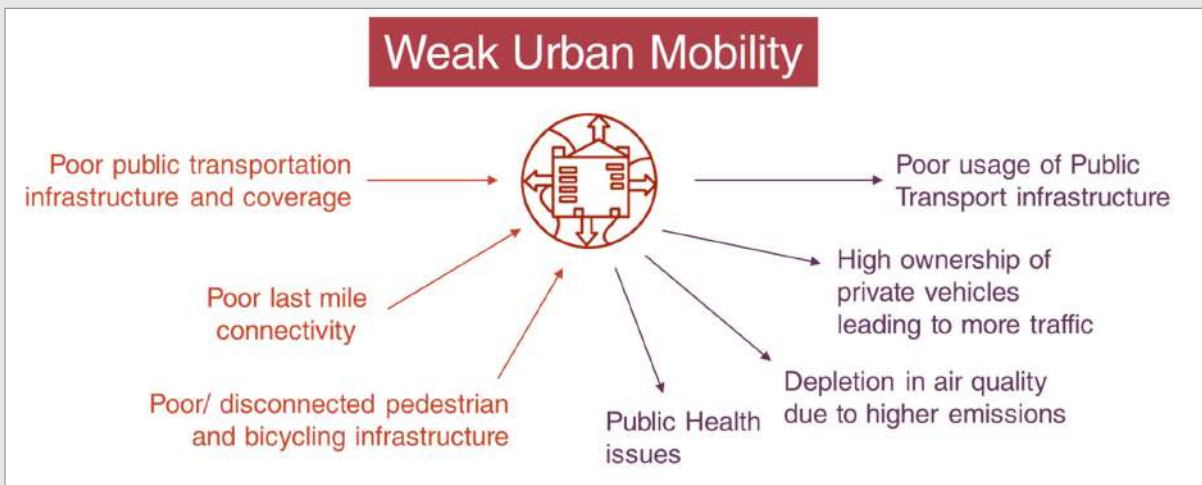 Weak Urban Mobility
Poor public transportation
infrastructure and coverage
Poor last mile
connectivity
Poor/ disconnected pedestrian
and bicycling infrastructure
Poor usage of Public
Transport infrastructure
High ownership of
private vehicles
leading to more traffic
Depletion in air quality
due to higher emissions
Public Health
issues